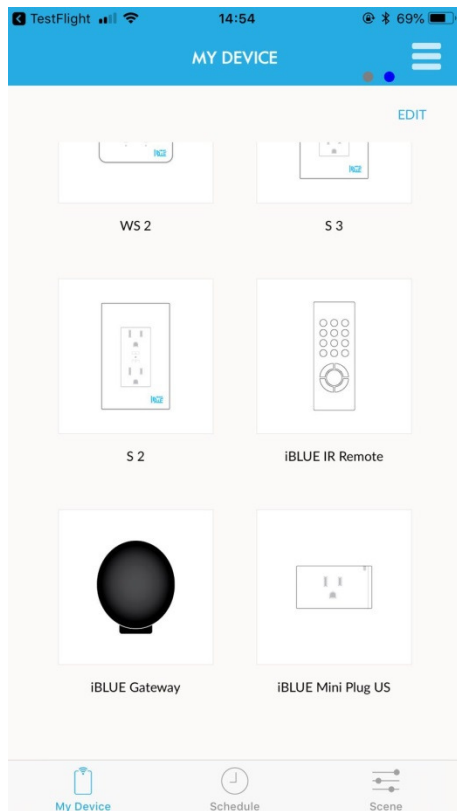 TestFlight 14:54 69%
MY DEVICE
EDIT
WS 2 S 3
S 2 iBLUE IR Remote
iBLUE Gateway iBLUE Mini Plug US
My Device Schedule Scene